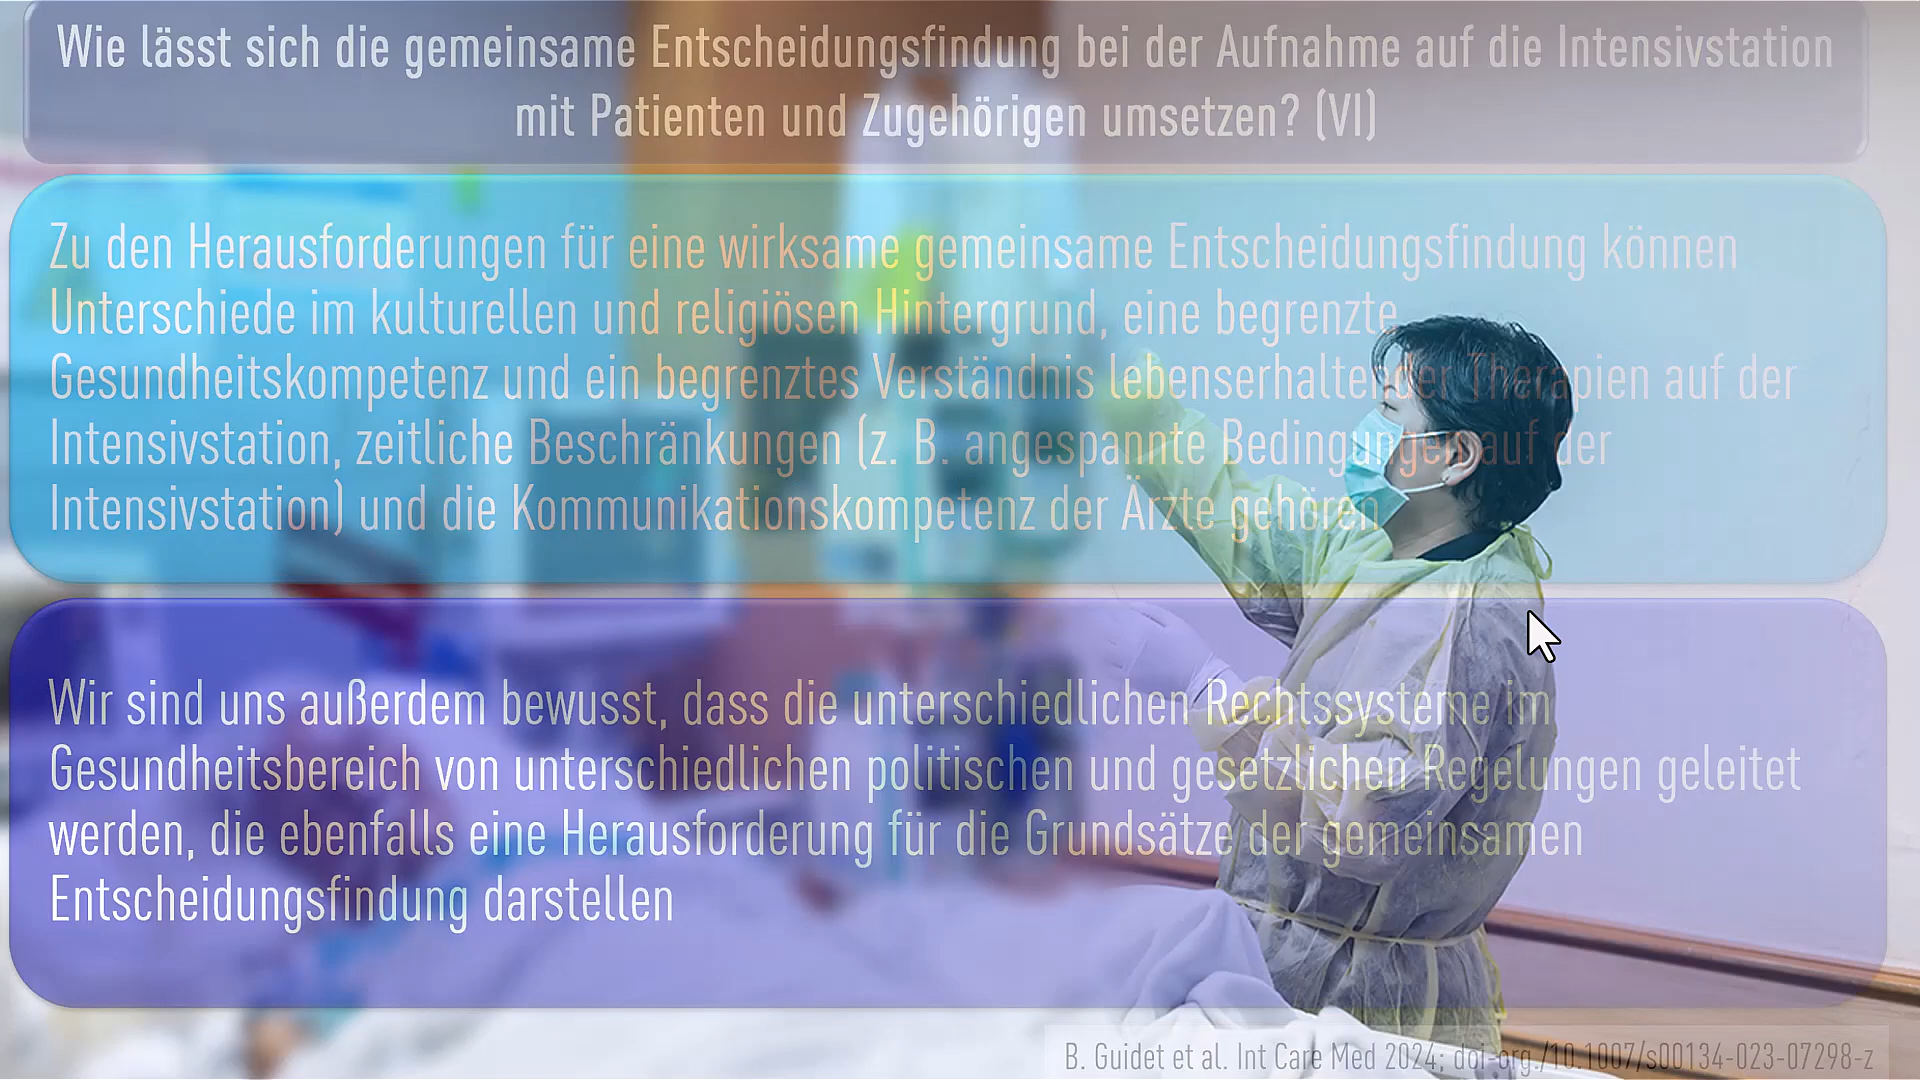 Wie lässt sich die gemeinsame Entscheidungsfindung bei der Aufnahme auf die Intensivstation
mit Patienten und Zugehörigen umsetzen? (VI)
Zu den Herausforderungen für eine wirksame gemeinsame Entscheidungsfindung können
Unterschiede im kulturellen und religiösen Hintergrund, eine begrenzte
Gesundheitskompetenz und ein begrenztes Verständnis lebenserhaltender Therapien auf der
Intensivstation, zeitliche Beschränkungen (z. B. angespannte Bedingungen auf der
Intensivstation) und die Kommunikationskompetenz der Ärzte gehören
Wir sind uns außerdem bewusst, dass die unterschiedlichen Rechtssysteme im
Gesundheitsbereich von unterschiedlichen politischen und gesetzlichen Regelungen geleitet
werden, die ebenfalls eine Herausforderung für die Grundsätze der gemeinsamen
Entscheidungsfindung darstellen
B. Guidet et al. Int Care Med 2024; doi-org./10.1007/s00134-023-07298-z